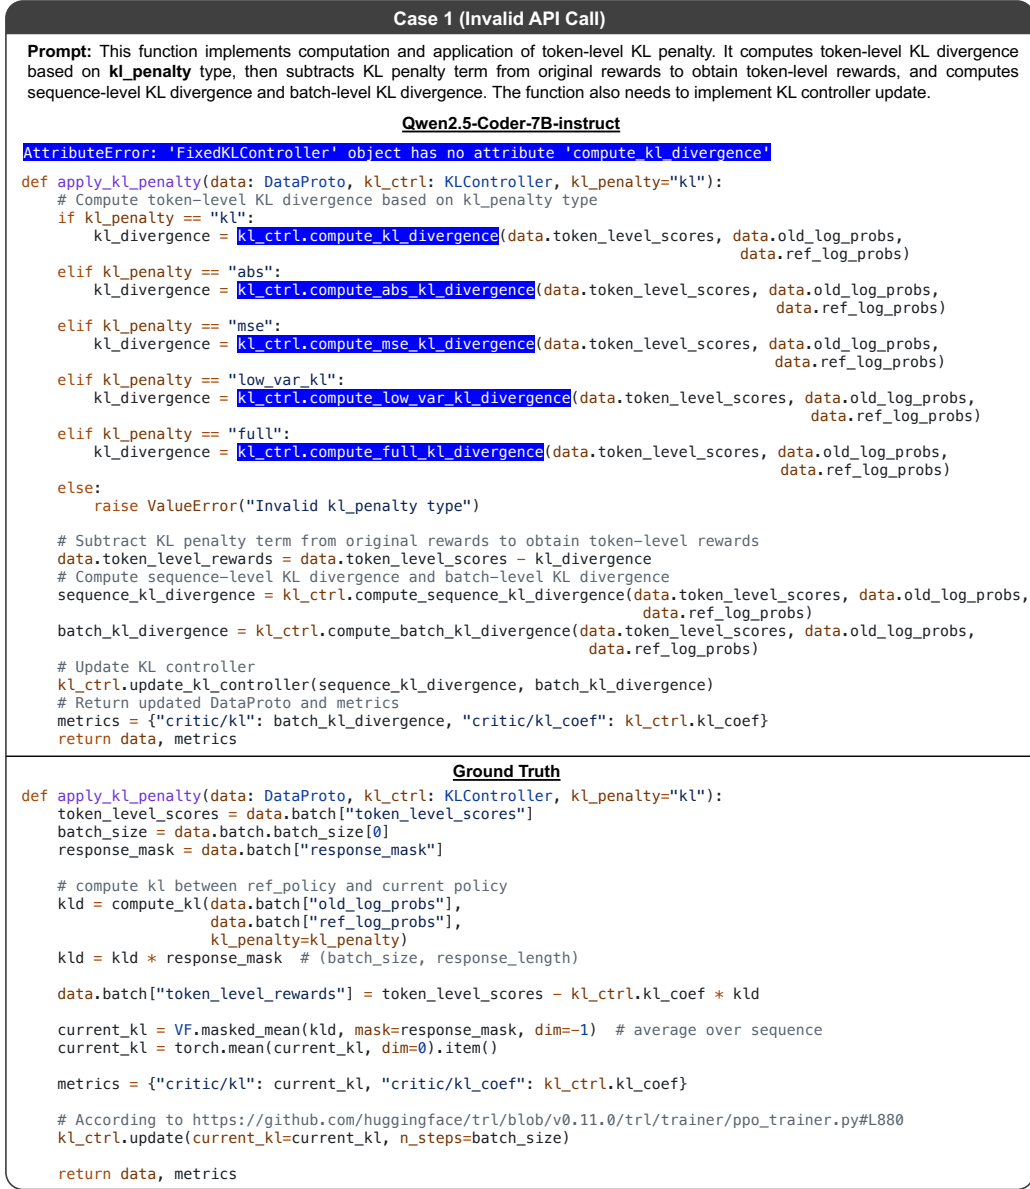 Case 1 (Invalid API Call)
Prompt: This function implements computation and application of token-level KL penalty. It computes token-level KL divergence
based on kl_penalty type, then subtracts KL penalty term from original rewards to obtain token-level rewards, and computes
sequence-level KL divergence and batch-level KL divergence. The function also needs to implement KL controller update.
Qwen2.5-Coder-7B-instruct
AttributeError: 'FixedKLController' object has no attribute 'compute_kl_divergence'
def apply_kl_penalty(data: DataProto, kl_ctrl: KLController, kl_penalty="kl"):
    # Compute token-level KL divergence based on kl_penalty type
    if kl_penalty == "kl":
        kl_divergence = kl_ctrl.compute_kl_divergence(data.token_level_scores, data.old_log_probs,
                                                      data.ref_log_probs)
    elif kl_penalty == "abs":
        kl_divergence = kl_ctrl.compute_abs_kl_divergence(data.token_level_scores, data.old_log_probs,
                                                          data.ref_log_probs)
    elif kl_penalty == "mse":
        kl_divergence = kl_ctrl.compute_mse_kl_divergence(data.token_level_scores, data.old_log_probs,
                                                          data.ref_log_probs)
    elif kl_penalty == "low_var_kl":
        kl_divergence = kl_ctrl.compute_low_var_kl_divergence(data.token_level_scores, data.old_log_probs,
                                                              data.ref_log_probs)
    elif kl_penalty == "full":
        kl_divergence = kl_ctrl.compute_full_kl_divergence(data.token_level_scores, data.old_log_probs,
                                                           data.ref_log_probs)
    else:
        raise ValueError("Invalid kl_penalty type")
    # Subtract KL penalty term from original rewards to obtain token-level rewards
    data.token_level_rewards = data.token_level_scores - kl_divergence
    # Compute sequence-level KL divergence and batch-level KL divergence
    sequence_kl_divergence = kl_ctrl.compute_sequence_kl_divergence(data.token_level_scores, data.old_log_probs,
                                                                    data.ref_log_probs)
    batch_kl_divergence = kl_ctrl.compute_batch_kl_divergence(data.token_level_scores, data.old_log_probs,
                                                              data.ref_log_probs)
    # Update KL controller
    kl_ctrl.update_kl_controller(sequence_kl_divergence, batch_kl_divergence)
    # Return updated DataProto and metrics
    metrics = {"critic/kl": batch_kl_divergence, "critic/kl_coef": kl_ctrl.kl_coef}
    return data, metrics
Ground Truth
def apply_kl_penalty(data: DataProto, kl_ctrl: KLController, kl_penalty="kl"):
    token_level_scores = data.batch["token_level_scores"]
    batch_size = data.batch.batch_size[0]
    response_mask = data.batch["response_mask"]
    # compute kl between ref_policy and current policy
    kld = compute_kl(data.batch["old_log_probs"],
                     data.batch["ref_log_probs"],
                     kl_penalty=kl_penalty)
    kld = kld * response_mask  # (batch_size, response_length)
    data.batch["token_level_rewards"] = token_level_scores - kl_ctrl.kl_coef * kld
    current_kl = VF.masked_mean(kld, mask=response_mask, dim=-1)  # average over sequence
    current_kl = torch.mean(current_kl, dim=0).item()
    metrics = {"critic/kl": current_kl, "critic/kl_coef": kl_ctrl.kl_coef}
    # According to https://github.com/huggingface/trl/blob/v0.11.0/trl/trainer/ppo_trainer.py#L880
    kl_ctrl.update(current_kl=current_kl, n_steps=batch_size)
    return data, metrics